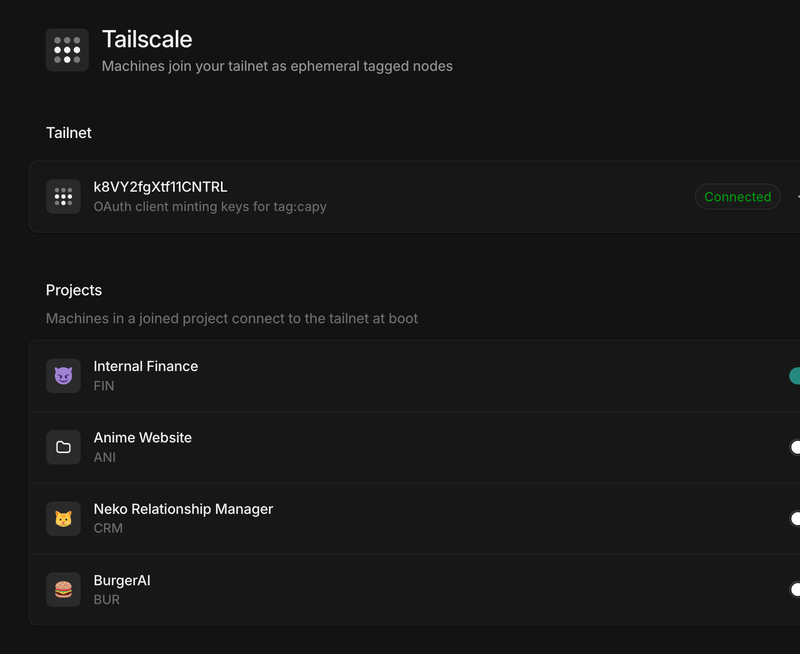 Tailscale
Machines join your tailnet as ephemeral tagged nodes
Tailnet
k8VY2fgXtf11CNTRL
OAuth client minting keys for tag:capy
Connected
Projects
Machines in a joined project connect to the tailnet at boot
Internal Finance
FIN
Anime Website
ANI
Neko Relationship Manager
CRM
BurgerAI
BUR